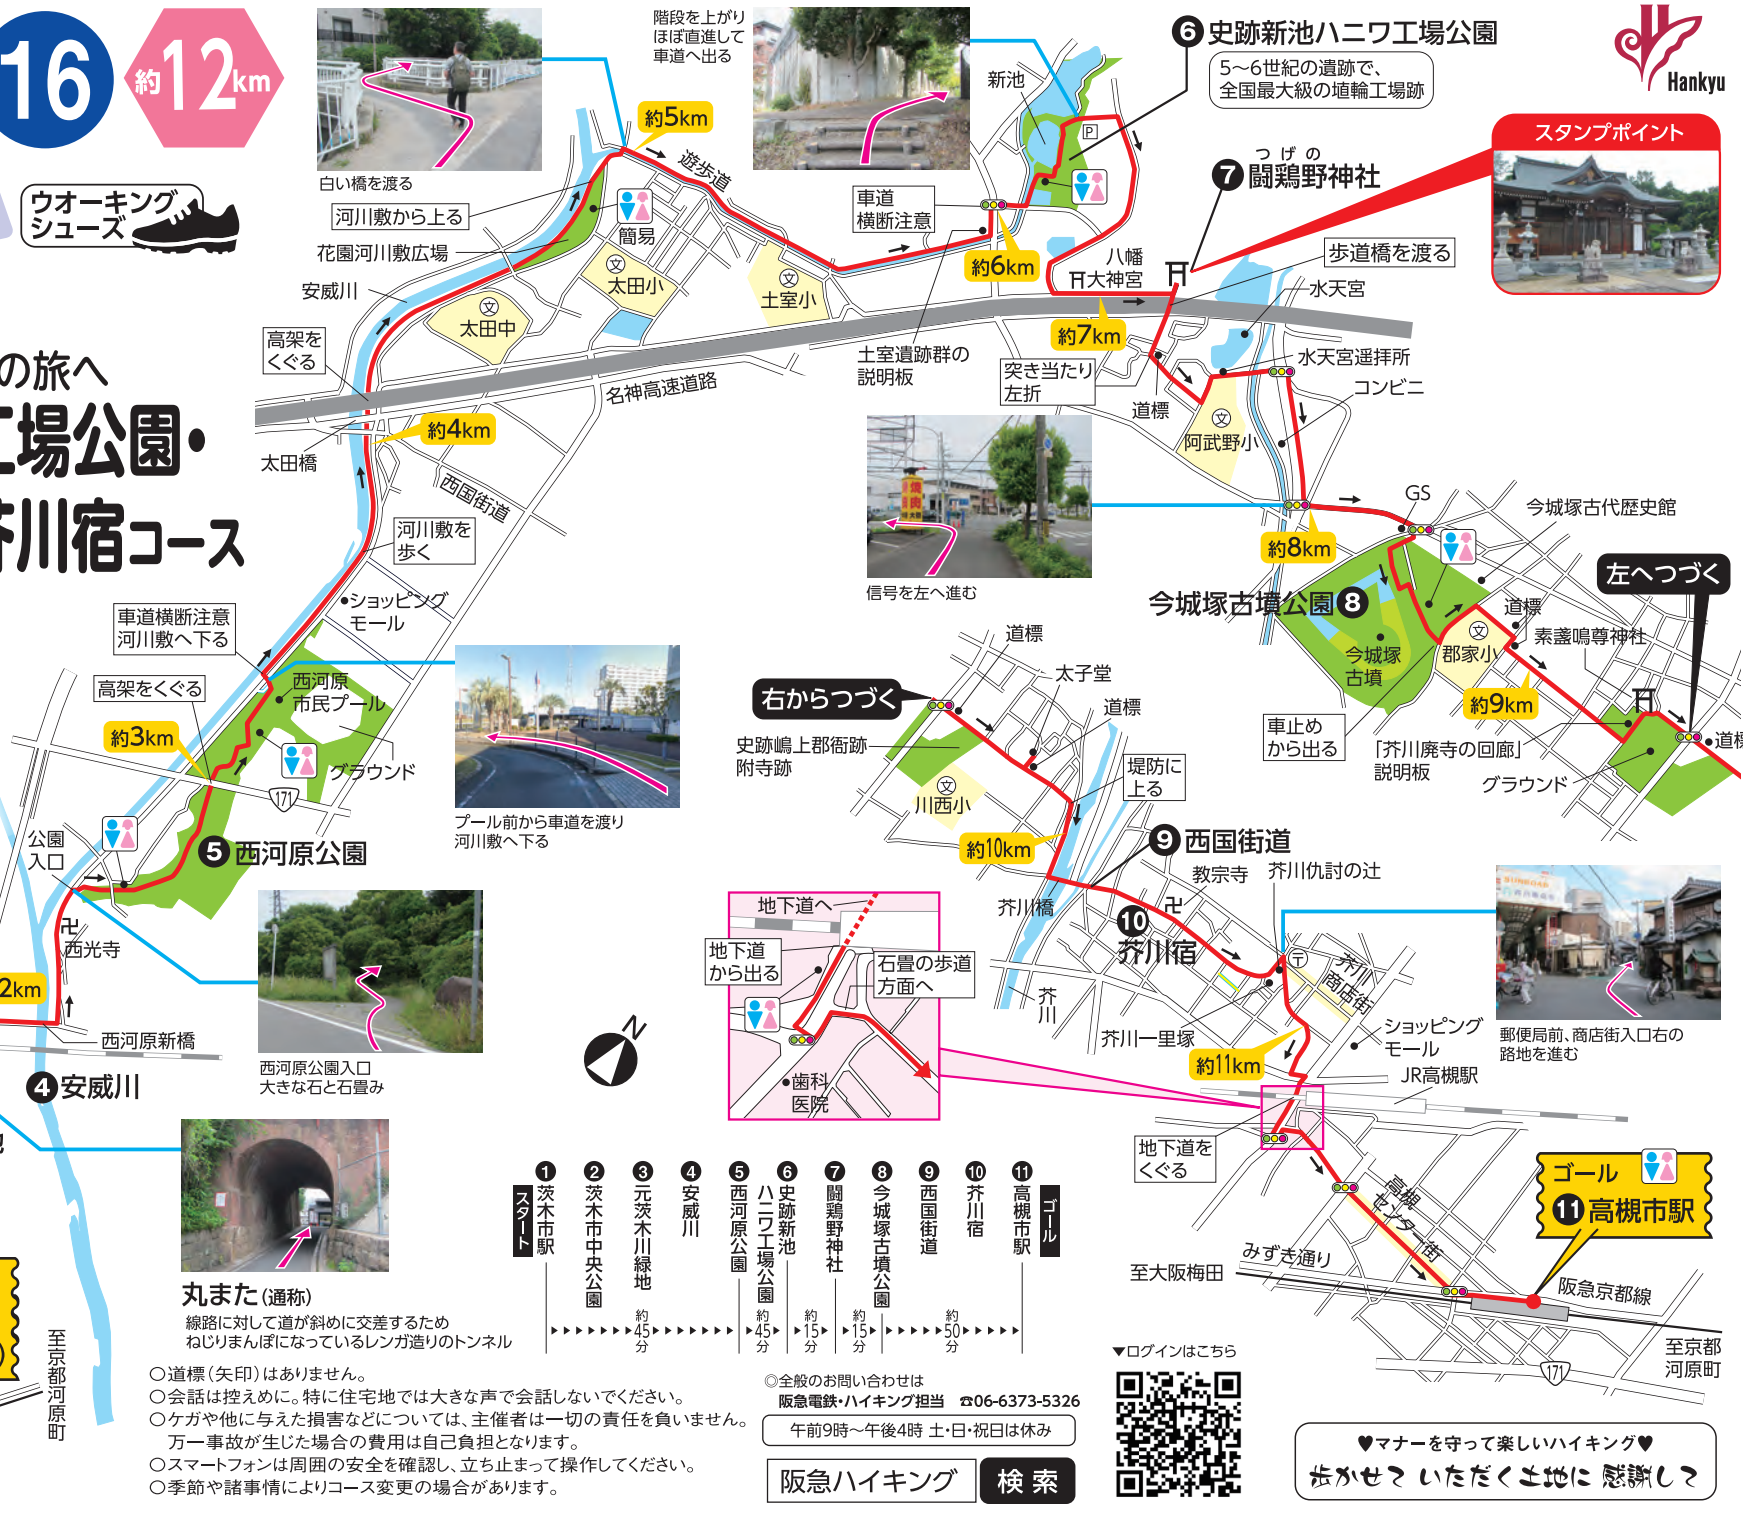 16
約12km
ウオーキング
シューズ
の旅へ
工場公園・
芥川宿コース
白い橋を渡る
階段を上がり
ほぼ直進して
車道へ出る
❻史跡新池ハニワ工場公園
5〜6世紀の遺跡で、
全国最大級の埴輪工場跡
Hankyu
スタンプポイント
つげの
❼闘鶏野神社
新池
P
約5km
遊歩道
河川敷から上る
簡易
花園河川敷広場
安威川
文
太田小
文
太田中
文
土室小
車道
横断注意
約6km
八幡
大神宮
歩道橋を渡る
水天宮
約7km
土室遺跡群の
説明板
突き当たり
左折
道標
水天宮遥拝所
コンビニ
文
阿武野小
高架を
くぐる
名神高速道路
約4km
太田橋
西国街道
河川敷を
歩く
信号を左へ進む
約8km
GS
今城塚古代歴史館
左へつづく
今城塚古墳公園❽
今城塚
古墳
道標
文
郡家小
素盞嗚尊神社
約9km
車止め
から出る
「芥川廃寺の回廊」
説明板
グラウンド
道標
ショッピング
モール
車道横断注意
河川敷へ下る
高架をくぐる
西河原
市民プール
約3km
グラウンド
171
プール前から車道を渡り
河川敷へ下る
公園
入口
❺西河原公園
卍
西光寺
2km
西河原新橋
❹安威川
西河原公園入口
大きな石と石畳み
右からつづく
道標
太子堂
道標
史跡嶋上郡衙跡
附寺跡
文
川西小
堤防に
上る
約10km
❾西国街道
教宗寺
卍
芥川仇討の辻
芥川橋
❿
芥川宿
〒
芥川
商店街
芥川
芥川一里塚
約11km
ショッピング
モール
JR高槻駅
郵便局前、商店街入口右の
路地を進む
地下道へ
地下道
から出る
石畳の歩道
方面へ
歯科
医院
N
地下道を
くぐる
高槻
センター街
みずき通り
至大阪梅田
ゴール
⓫高槻市駅
阪急京都線
至京都
河原町
171
丸また(通称)
線路に対して道が斜めに交差するため
ねじりまんぽになっているレンガ造りのトンネル
至京都河原町
スタート
❶茨木市駅
❷茨木市中央公園
❸元茨木川緑地
❹安威川
❺西河原公園
❻史跡新池
ハニワ工場公園
❼闘鶏野神社
❽今城塚古墳公園
❾西国街道
❿芥川宿
⓫高槻市駅
ゴール
約45分
約45分
約15分
約15分
約50分
○道標(矢印)はありません。
○会話は控えめに。特に住宅地では大きな声で会話しないでください。
○ケガや他に与えた損害などについては、主催者は一切の責任を負いません。
万一事故が生じた場合の費用は自己負担となります。
○スマートフォンは周囲の安全を確認し、立ち止まって操作してください。
○季節や諸事情によりコース変更の場合があります。
◎全般のお問い合わせは
阪急電鉄・ハイキング担当 ☎06-6373-5326
午前9時〜午後4時 土・日・祝日は休み
阪急ハイキング 検索
▼ログインはこちら
♥マナーを守って楽しいハイキング♥
歩かせて いただく土地に 感謝して